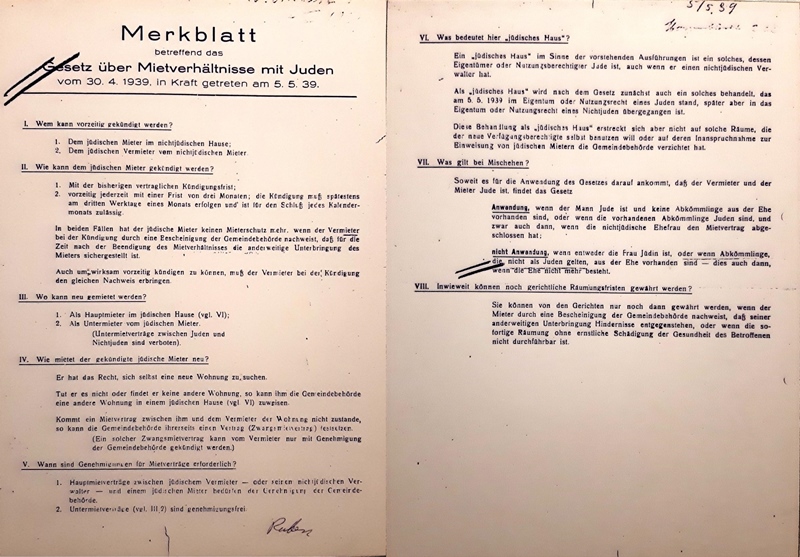 Merkblatt
betreffend das
Gesetz über Mietverhältnisse mit Juden
vom 30. 4. 1939. in Kraft getreten am 5. 5. 39.
I. Wem kann vorzeitig gekündigt werden?
1. Dem jüdischen Mieter im nichtjüdischen Hause;
2. Dem jüdischen Vermieter vom nichtjüdischen Mieter.
II. Wie kann dem jüdischen Mieter gekündigt werden?
1. Mit der bisherigen vertraglichen Kündigungsfrist;
2. vorzeitig jederzeit mit einer Frist von drei Monaten; die Kündigung muß spätestens
am dritten Werktage eines Monats erfolgen und ist für den Schluß jedes Kalender-
monats zulässig.
In beiden Fällen hat der jüdische Mieter keinen Mieterschutz mehr, wenn der Vermieter
bei der Kündigung durch eine Bescheinigung der Gemeindebehörde nachweist, daß für die
Zeit nach der Beendigung des Mietverhältnisses die anderweitige Unterbringung des
Mieters sichergestellt ist.
Auch um wirksam vorzeitig kündigen zu können, muß der Vermieter bei der Kündigung
den gleichen Nachweis erbringen.
III. Wo kann neu gemietet werden?
1. Als Hauptmieter im jüdischen Haus (vgl. VI);
2. Als Untermieter vom jüdischen Mieter.
(Untermietverträge zwischen Juden und
Nichtjuden sind verboten).
IV. Wie mietet der gekündigte jüdische Mieter neu?
Er hat das Recht, sich selbst eine neue Wohnung zu suchen.
Tut er es nicht oder findet er keine andere Wohnung, so kann ihm die Gemeindebehörde
eine andere Wohnung in einem jüdischen Haus (vgl VI) zuweisen.
Kommt ein Mietvertrag zwischen ihm und dem Vermieter der Wohnung nicht zustande,
so kann die Gemeindebehörde ihrerseits einen Vertrag (Zwangsmietvertrag) festsetzen.
(Ein solcher Zwangsmietvertrag kann vom Vermieter nur mit Genehmigung
der Gemeindebehörde gekündigt werden.)
V. Wann sind Genehmigungen für Mietverträge erforderlich?
1. Hauptmietverträge zwischen jüdischem Vermieter — oder seinen nichtjüdischen Ver-
walter — und einem jüdischen Mieter bedürfen der Genehmigung der Gemeinde-
behörde.
2. Untermietverträge (vgl. III,2) sind genehmigungsfrei.
5/5. 39
VI. Was bedeutet hier „jüdisches Haus"?
Ein „jüdisches Haus" im Sinne der vorstehenden Ausführungen ist ein solches, dessen
Eigentümer oder Nutzungsberechtigter Jude ist, auch wenn er einen nichtjüdischen Ver-
walter hat.
Als „jüdisches Haus" wird nach dem Gesetz zunächst auch ein solches behandelt, das
am 5. 5. 1939 im Eigentum oder Nutzungsrecht eines Juden stand, später aber in das
Eigentum oder Nutzungsrecht eines Nichtjuden übergegangen ist.
Diese Behandlung als „jüdisches Haus" erstreckt sich aber nicht auf solche Räume, die
der neue Verfügungsberechtigte selbst benutzen will oder auf deren Inanspruchnahme zur
Einweisung von jüdischen Mietern die Gemeindebehörde verzichtet hat.
VII. Was gilt bei Mischehen?
Soweit es für die Anwendung des Gesetzes darauf ankommt, daß der Vermieter und der
Mieter Jude ist. findet das Gesetz
Anwendung, wenn der Mann Jude ist und keine Abkömmlinge aus der Ehe
vorhanden sind, oder wenn die vorhandenen Abkömmlinge Juden sind, und
zwar auch dann, wenn die nichtjüdische Ehefrau den Mietvertrag abge-
schlossen hat;
nicht Anwendung, wenn entweder die Frau Jüdin ist, oder wenn Abkömmlinge,
die nicht als Juden gelten, aus der Ehe vorhanden sind — dies auch dann,
wenn die Ehe nicht mehr besteht.
VIII. Inwieweit können noch gerichtliche Räumungsfristen gewährt werden?
Sie können von den Gerichten nur noch dann gewährt werden, wenn der
Mieter durch eine Bescheinigung der Gemeindebehörde nachweist, daß seiner
anderweitigen Unterbringung Hindernisse entgegenstehen, oder wenn die so-
fortige Räumung ohne ernstliche Schädigung der Gesundheit des Betroffenen
nicht durchführbar ist.